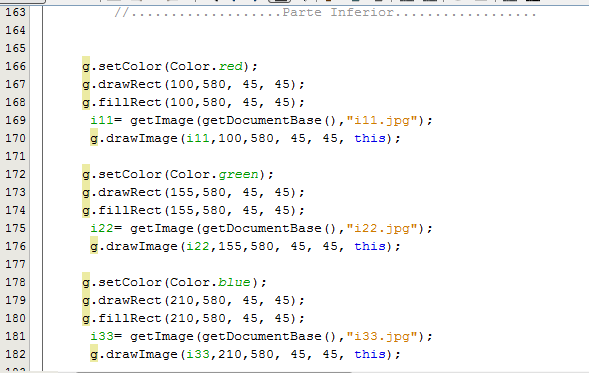 163 //...................Parte Inferior..................
164
165
166 g.setColor(Color.red);
167 g.drawRect(100,580, 45, 45);
168 g.fillRect(100,580, 45, 45);
169 i11= getImage(getDocumentBase(),"i11.jpg");
170 g.drawImage(i11,100,580, 45, 45, this);
171
172 g.setColor(Color.green);
173 g.drawRect(155,580, 45, 45);
174 g.fillRect(155,580, 45, 45);
175 i22= getImage(getDocumentBase(),"i22.jpg");
176 g.drawImage(i22,155,580, 45, 45, this);
177
178 g.setColor(Color.blue);
179 g.drawRect(210,580, 45, 45);
180 g.fillRect(210,580, 45, 45);
181 i33= getImage(getDocumentBase(),"i33.jpg");
182 g.drawImage(i33,210,580, 45, 45, this);